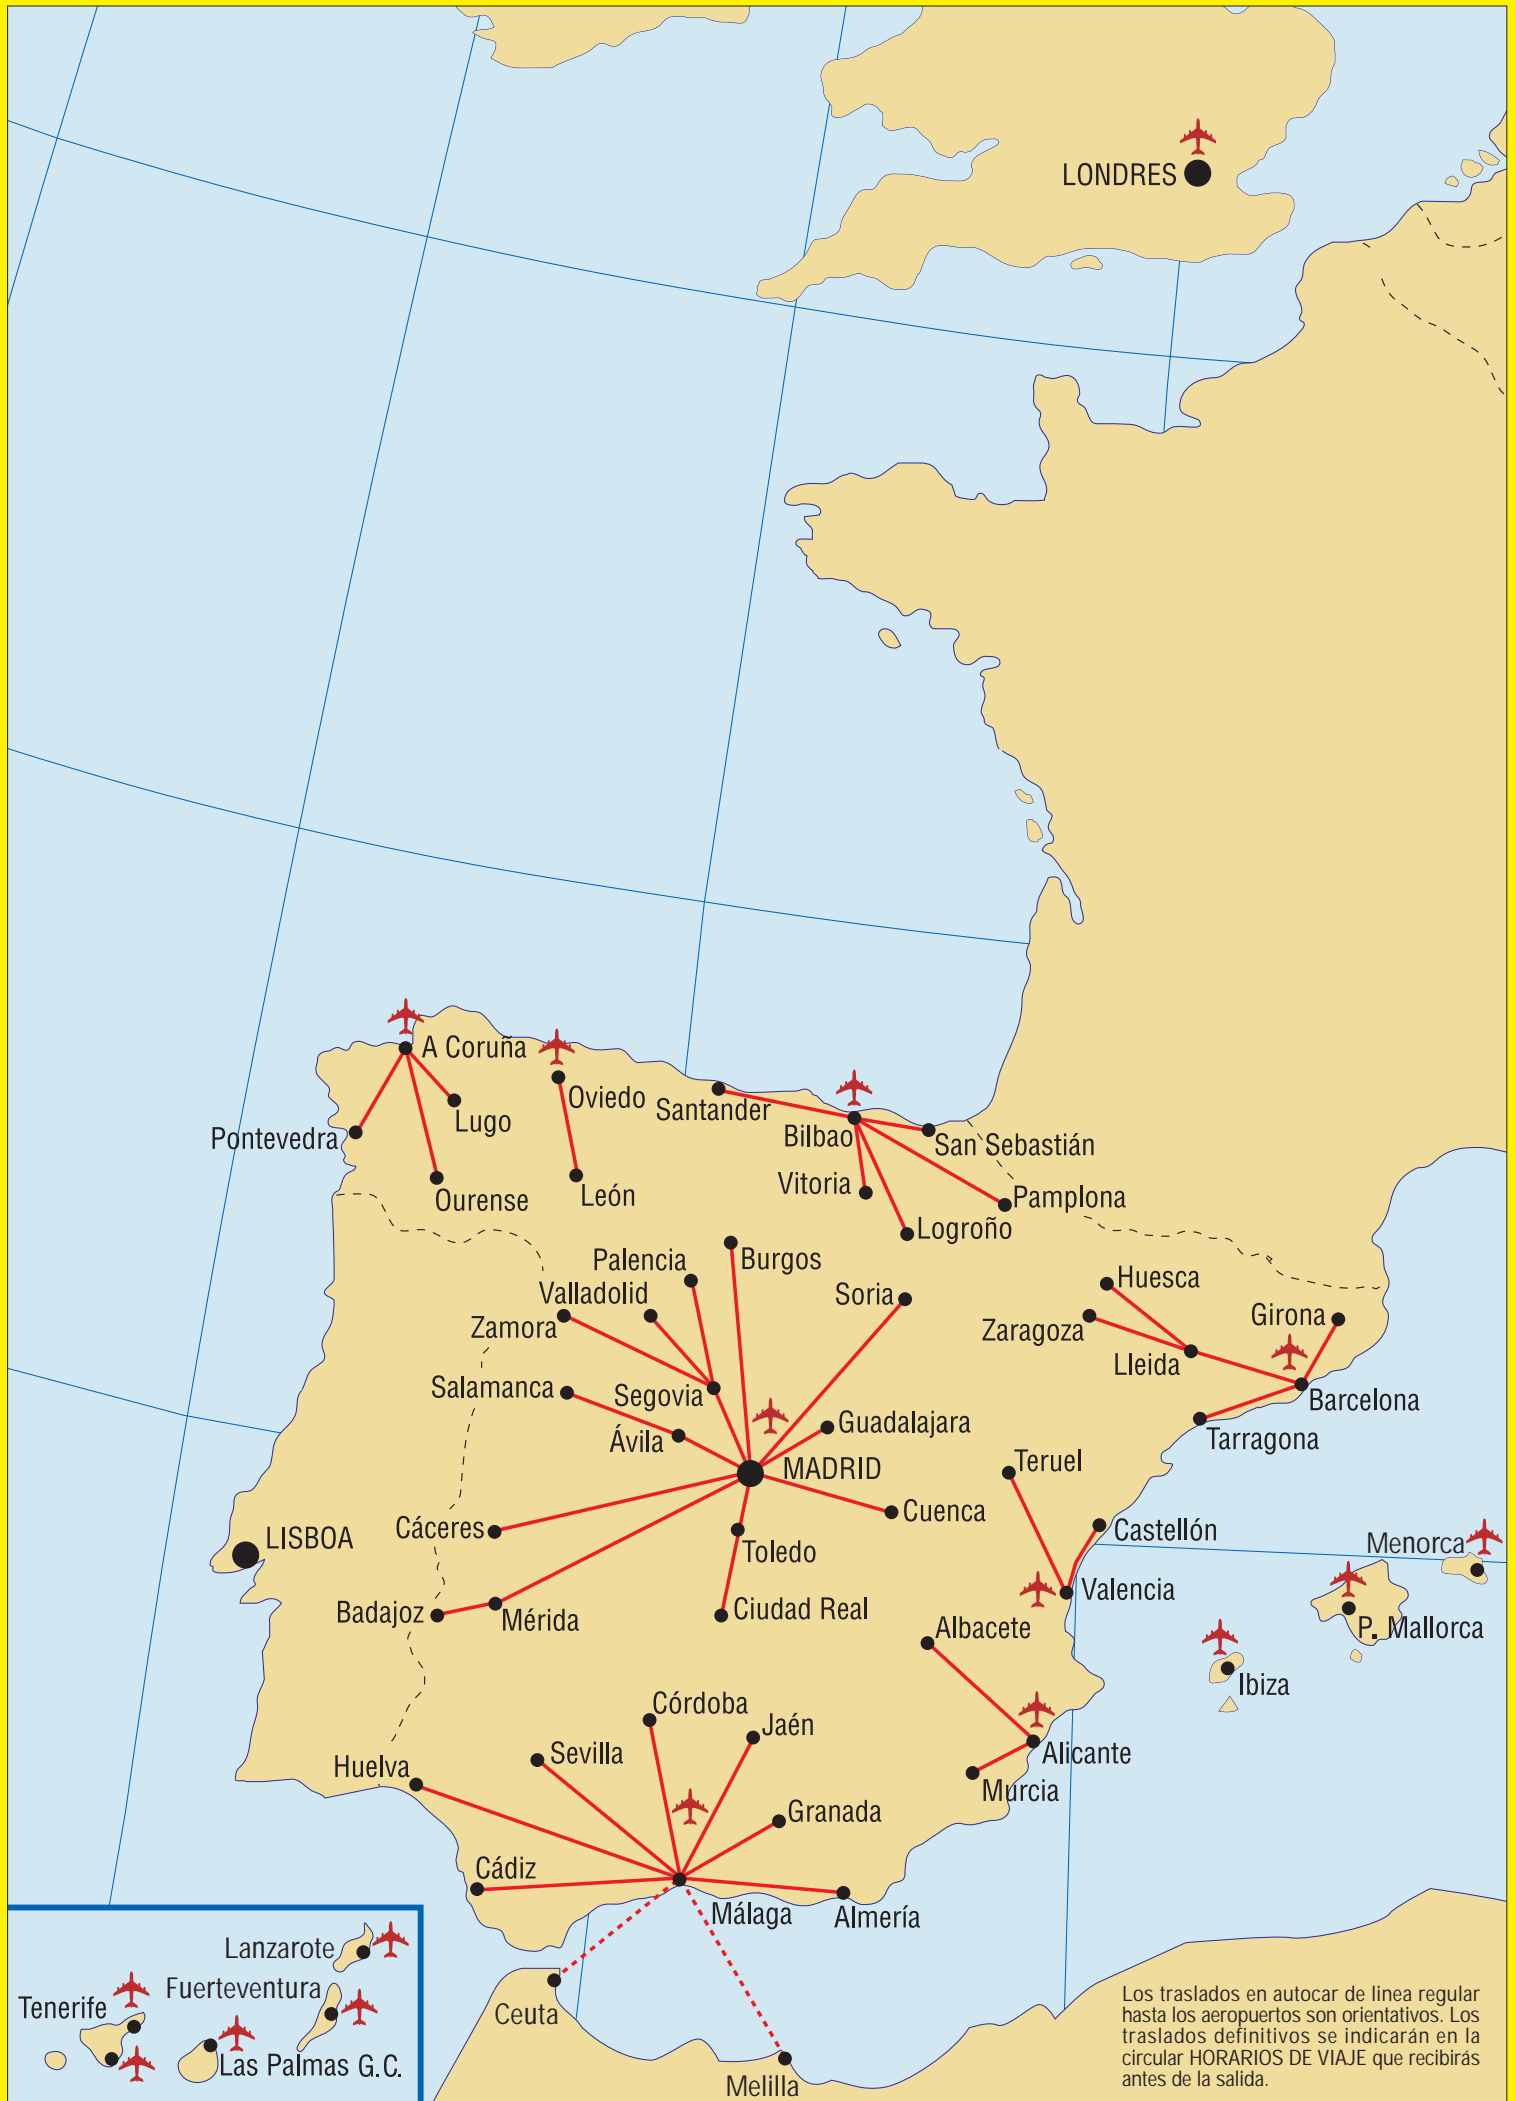 LONDRES
A Coruña
Oviedo
Santander
Lugo
Bilbao
San Sebastián
Pontevedra
Vitoria
León
Ourense
Pamplona
Logroño
Palencia
Burgos
Huesca
Valladolid
Soria
Girona
Zamora
Zaragoza
Lleida
Salamanca
Segovia
Barcelona
Guadalajara
Ávila
Tarragona
Teruel
MADRID
Cuenca
Cáceres
Castellón
LISBOA
Toledo
Menorca
Valencia
Badajoz
Mérida
Ciudad Real
Albacete
P. Mallorca
Ibiza
Córdoba
Jaén
Sevilla
Alicante
Huelva
Murcia
Granada
Cádiz
Málaga
Almería
Lanzarote
Fuerteventura
Tenerife
Las Palmas G.C.
Ceuta
Melilla
Los traslados en autocar de linea regular
hasta los aeropuertos son orientativos. Los
traslados definitivos se indicarán en la
circular HORARIOS DE VIAJE que recibirás
antes de la salida.